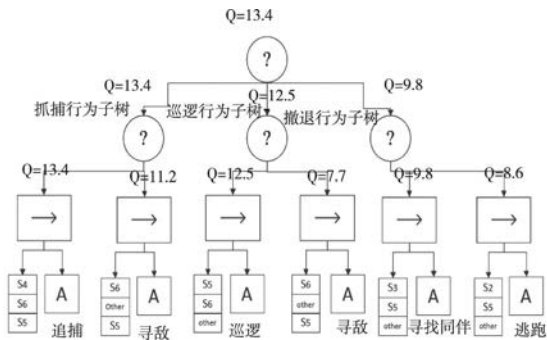 Q=13.4
?
Q=13.4
Q=12.5
Q=9.8
抓捕行为子树
巡逻行为子树
撤退行为子树
?
?
?
Q=13.4
Q=11.2
Q=12.5
Q=7.7
Q=9.8
Q=8.6
S4
S6
S5
A
追捕
S6
Other
S5
A
寻敌
S5
S6
other
A
巡逻
S6
other
S5
A
寻敌
S3
S5
other
A
寻找同伴
S2
S5
other
A
逃跑